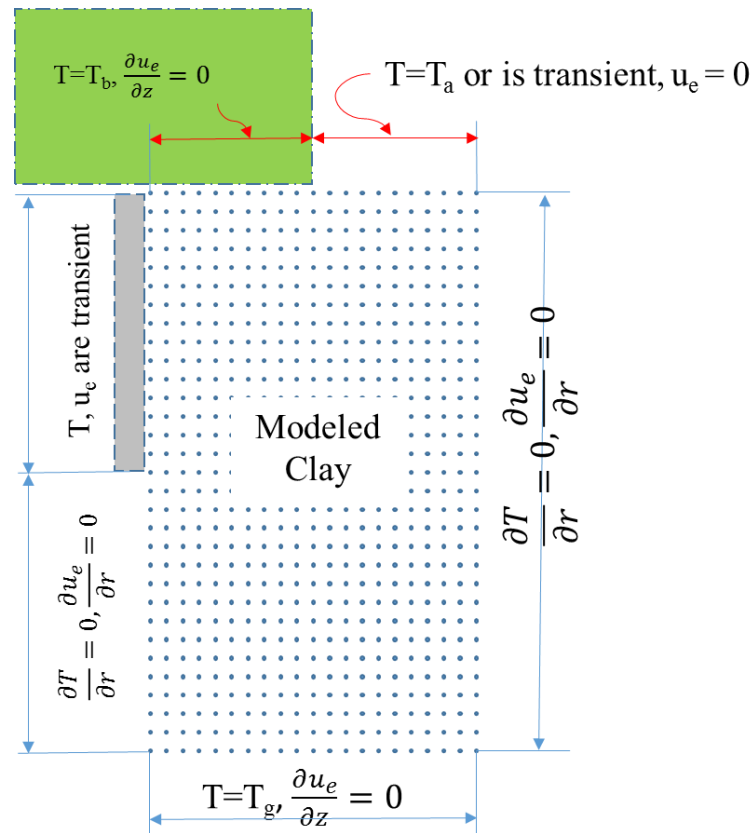 T=T_b, ∂u_e/∂z = 0
T=T_a or is transient, u_e = 0
T, u_e are transient
Modeled
Clay
∂T/∂r = 0, ∂u_e/∂r = 0
∂T/∂r = 0, ∂u_e/∂r = 0
T=T_g, ∂u_e/∂z = 0